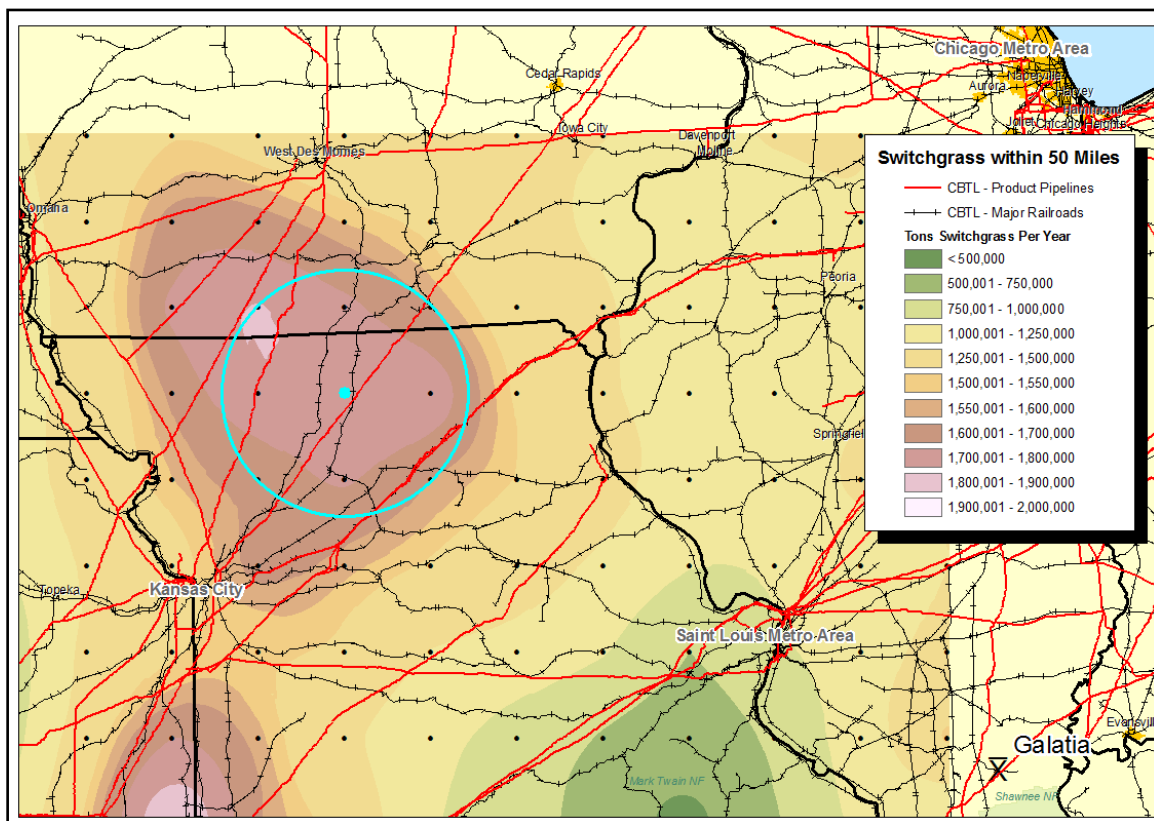 Chicago Metro Area
Naperville
Aurora
Harvey
Hammond
Joliet
Chicago Heights
Cedar Rapids
Iowa City
Davenport
Moline
West Des Moines
Omaha
Peoria
Springfiel
Topeka
Kansas City
Saint Louis Metro Area
Evansvill
Galatia
Mark Twain NF
Shawnee NF
Switchgrass within 50 Miles
CBTL - Product Pipelines
CBTL - Major Railroads
Tons Switchgrass Per Year
< 500,000
500,001 - 750,000
750,001 - 1,000,000
1,000,001 - 1,250,000
1,250,001 - 1,500,000
1,500,001 - 1,550,000
1,550,001 - 1,600,000
1,600,001 - 1,700,000
1,700,001 - 1,800,000
1,800,001 - 1,900,000
1,900,001 - 2,000,000